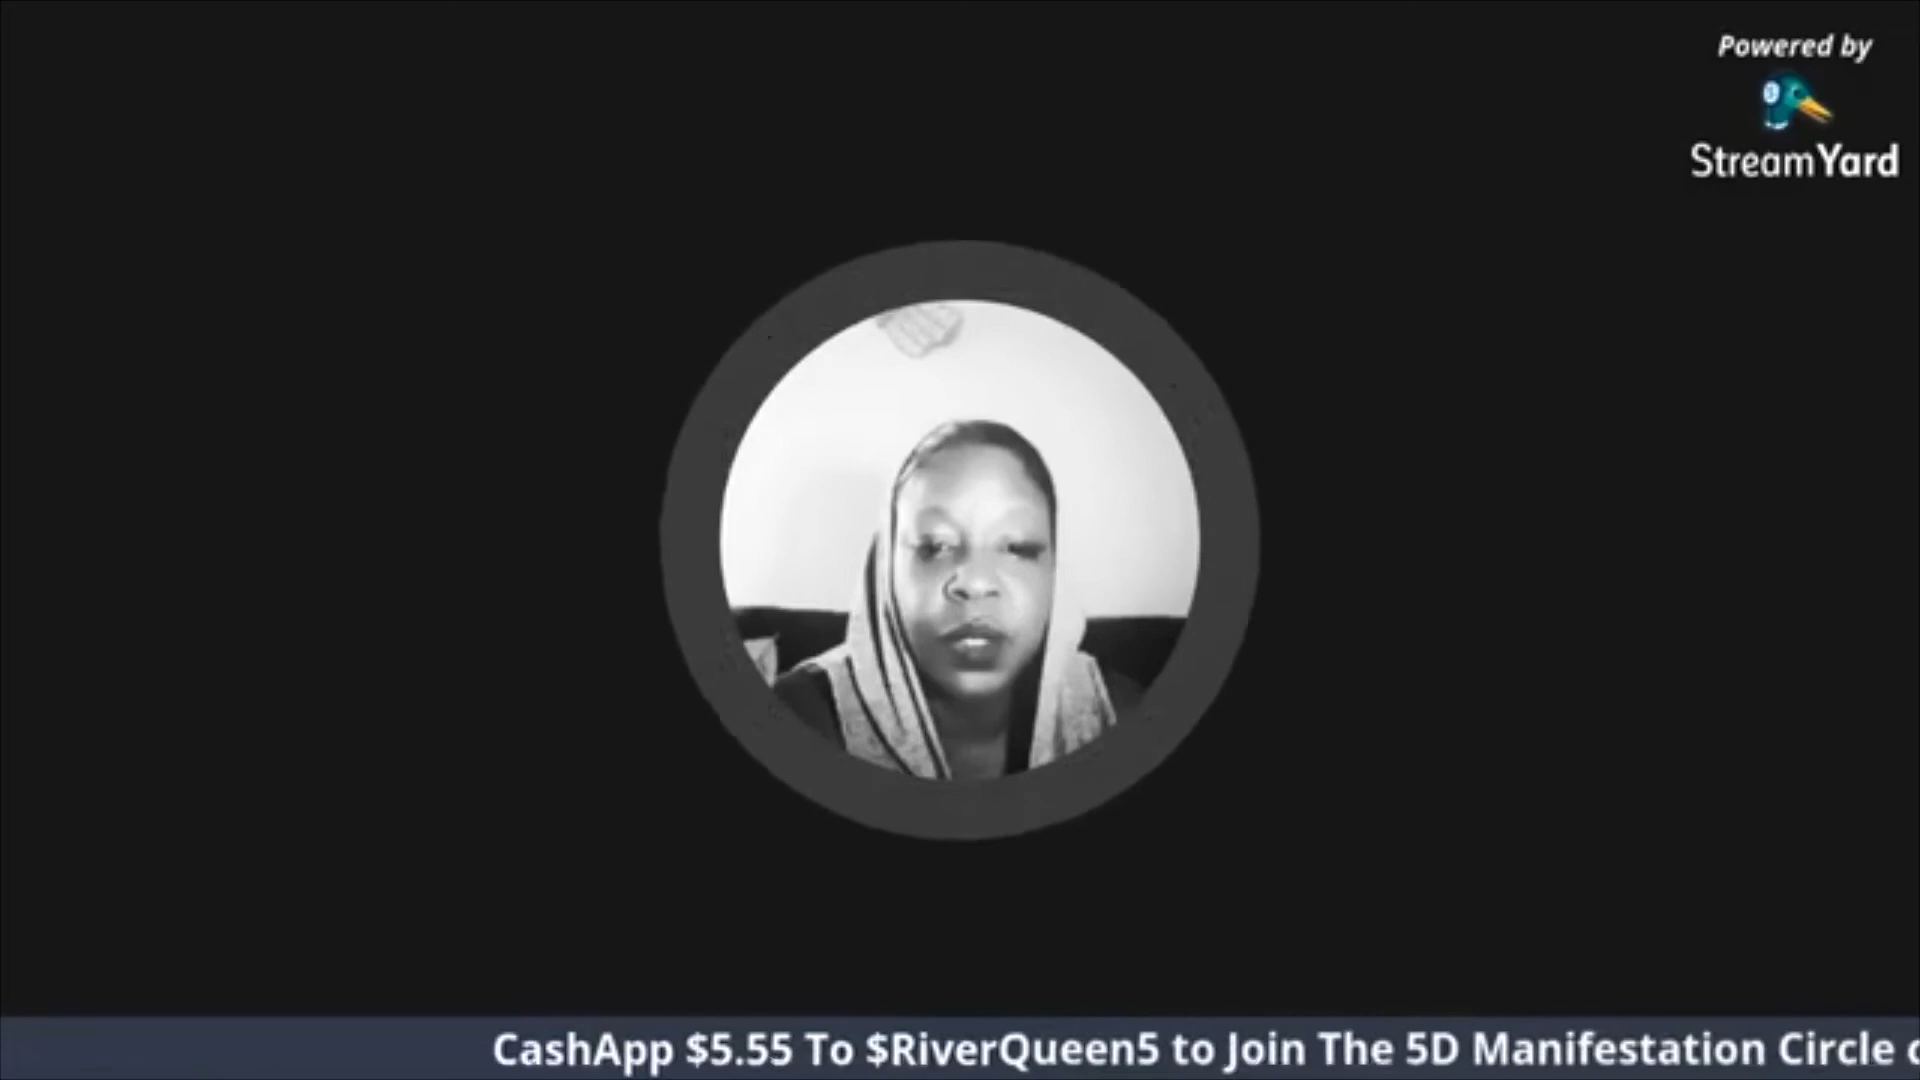 Powered by
StreamYard
CashApp $5.55 To $RiverQueen5 to Join The 5D Manifestation Circle